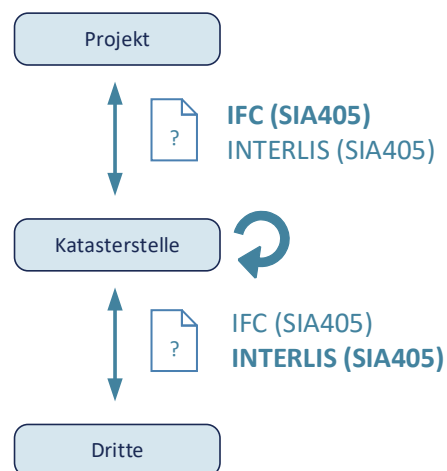 Projekt
?
IFC (SIA405)
INTERLIS (SIA405)
Katasterstelle
?
IFC (SIA405)
INTERLIS (SIA405)
Dritte